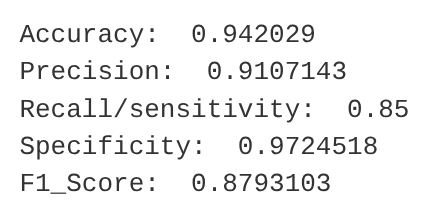 Accuracy:  0.942029
Precision:  0.9107143
Recall/sensitivity:  0.85
Specificity:  0.9724518
F1_Score:  0.8793103